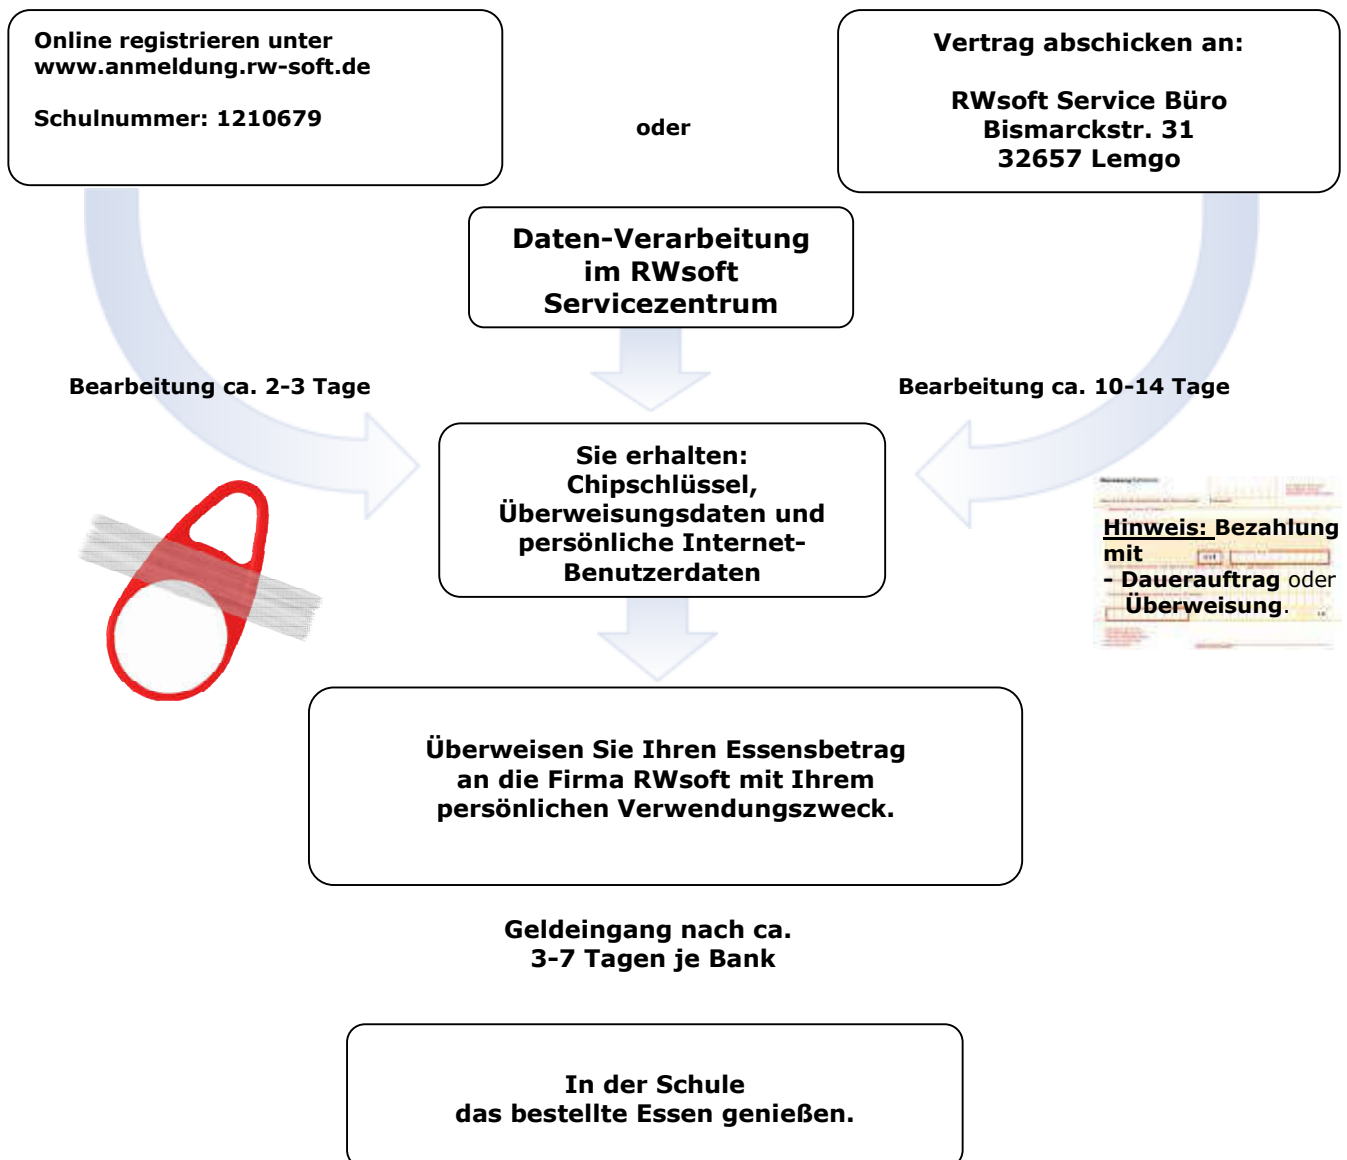 Online registrieren unter
www.anmeldung.rw-soft.de
Schulnummer: 1210679
oder
Vertrag abschicken an:
RWsoft Service Büro
Bismarckstr. 31
32657 Lemgo
Daten-Verarbeitung
im RWsoft
Servicezentrum
Bearbeitung ca. 2-3 Tage
Bearbeitung ca. 10-14 Tage
Sie erhalten:
Chipschlüssel,
Überweisungsdaten und
persönliche Internet-
Benutzerdaten
Hinweis: Bezahlung
mit
- Dauerauftrag oder
Überweisung.
Überweisen Sie Ihren Essensbetrag
an die Firma RWsoft mit Ihrem
persönlichen Verwendungszweck.
Geldeingang nach ca.
3-7 Tagen je Bank
In der Schule
das bestellte Essen genießen.